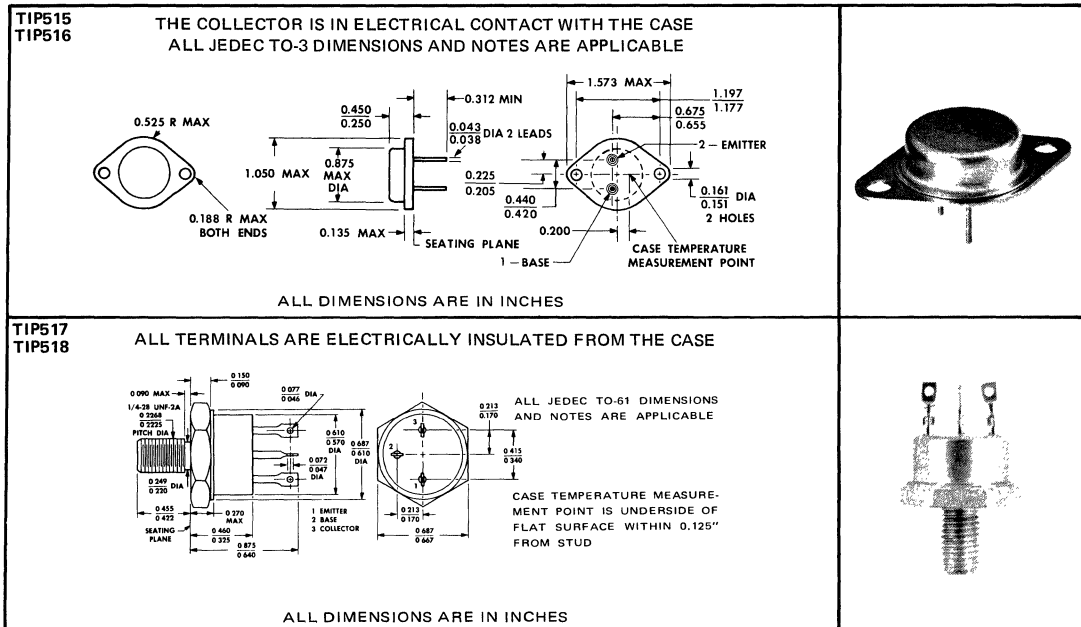 TIP515
TIP516
THE COLLECTOR IS IN ELECTRICAL CONTACT WITH THE CASE
ALL JEDEC TO-3 DIMENSIONS AND NOTES ARE APPLICABLE
0.525 R MAX
0.188 R MAX
BOTH ENDS
1.050 MAX
0.875
MAX
DIA
0.450
0.250
0.312 MIN
0.043
0.038
DIA 2 LEADS
0.135 MAX
SEATING PLANE
1.573 MAX
1.197
1.177
0.675
0.655
2 – EMITTER
0.225
0.205
0.440
0.420
0.161
0.151
DIA
2 HOLES
0.200
1 – BASE
CASE TEMPERATURE
MEASUREMENT POINT
ALL DIMENSIONS ARE IN INCHES
TIP517
TIP518
ALL TERMINALS ARE ELECTRICALLY INSULATED FROM THE CASE
0 150
0 090
0 090 MAX
1/4-28 UNF-2A
0 2268
0 2225
PITCH DIA
0 249
0 220
DIA
0 455
0 422
SEATING
PLANE
0 270
MAX
0 460
0 325
0 875
0 640
0 077
0 046
DIA
0 610
0 570
DIA
0 687
0 610
DIA
0 072
0 047
DIA
1 EMITTER
2 BASE
3 COLLECTOR
3
2
1
0 213
0 170
0 415
0 340
0 213
0 170
0 687
0 667
ALL JEDEC TO-61 DIMENSIONS
AND NOTES ARE APPLICABLE
CASE TEMPERATURE MEASURE-
MENT POINT IS UNDERSIDE OF
FLAT SURFACE WITHIN 0.125"
FROM STUD
ALL DIMENSIONS ARE IN INCHES